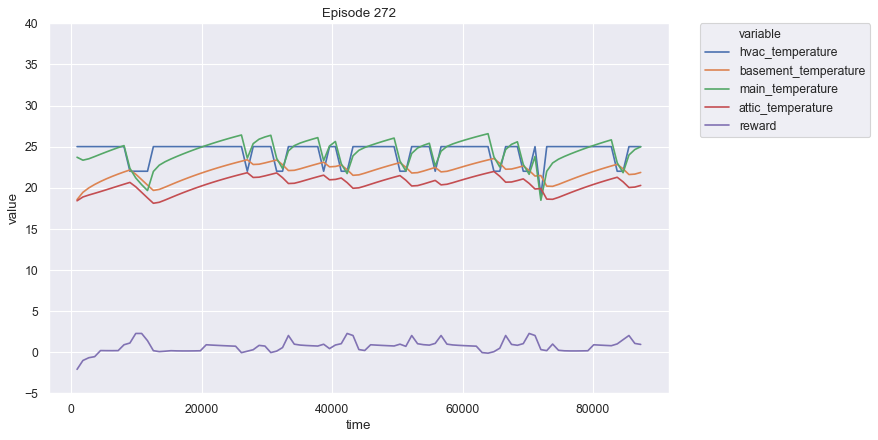 Episode 272
40
35
30
25
20
15
10
5
0
−5
value
0
20000
40000
60000
80000
time
variable
hvac_temperature
basement_temperature
main_temperature
attic_temperature
reward